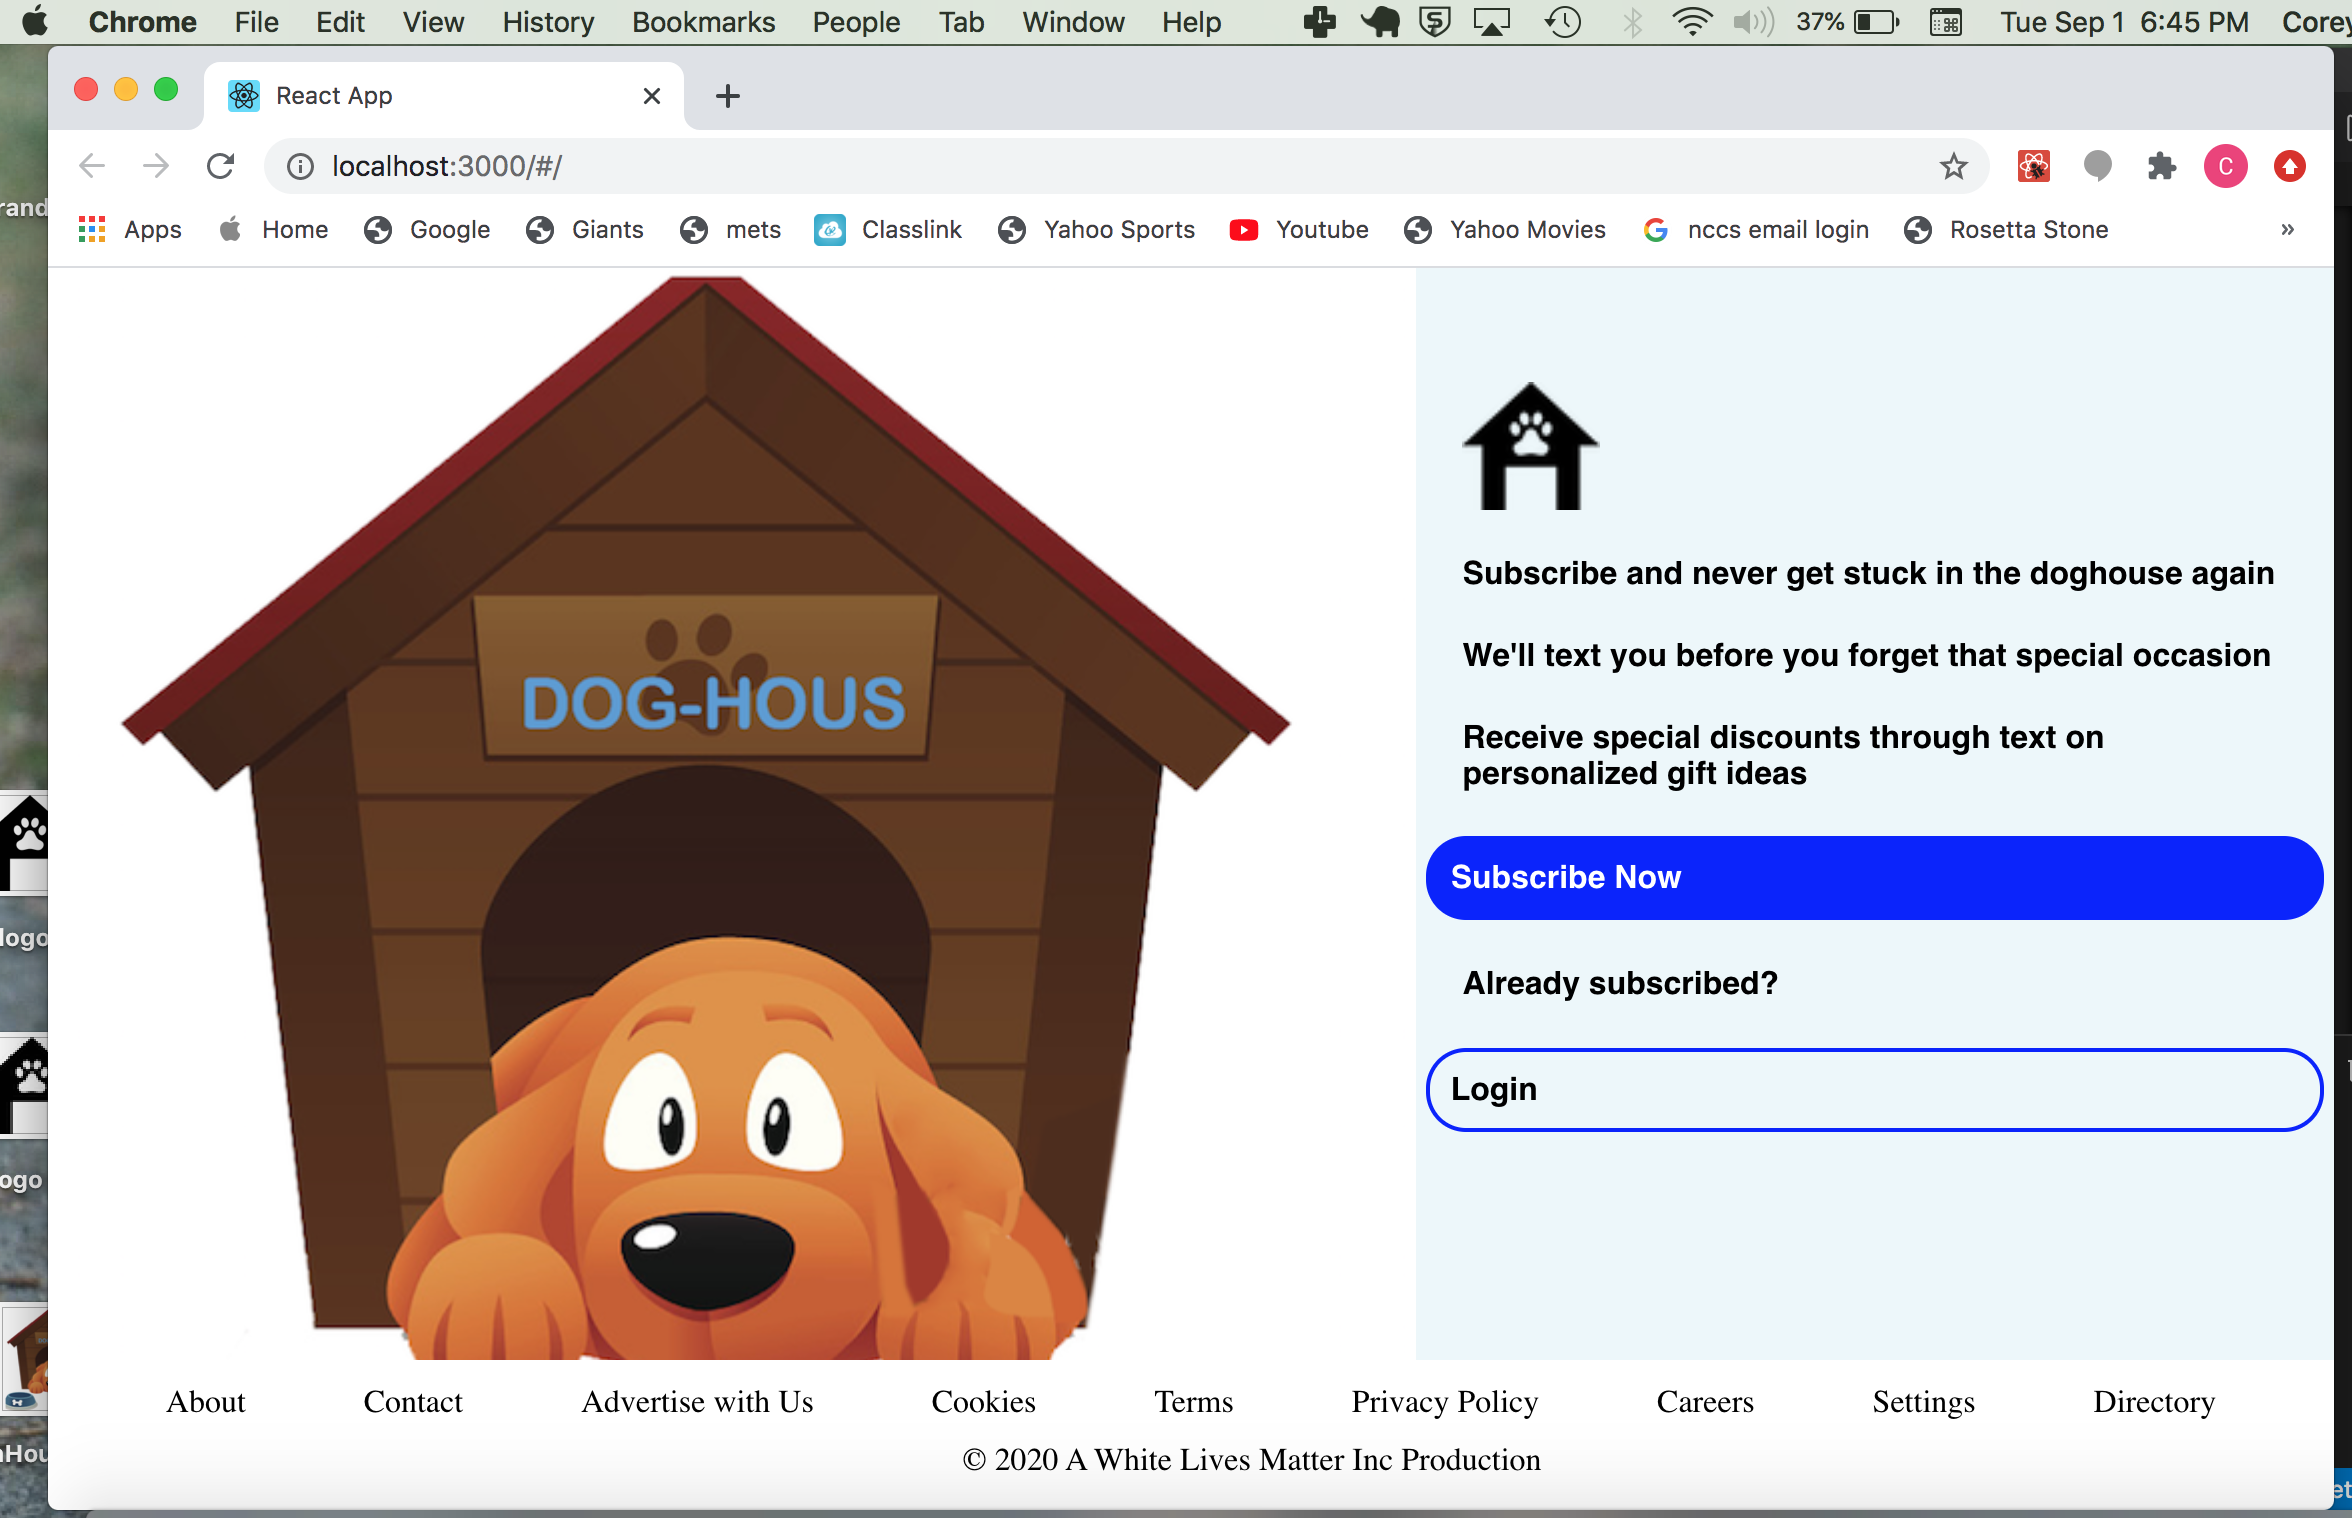 Chrome File Edit View History Bookmarks People Tab Window Help 37% Tue Sep 1 6:45 PM Corey
React App
localhost:3000/#/
C
Apps Home Google Giants mets Classlink Yahoo Sports Youtube Yahoo Movies nccs email login Rosetta Stone »
DOG-HOUS
Subscribe and never get stuck in the doghouse again
We'll text you before you forget that special occasion
Receive special discounts through text on
personalized gift ideas
Subscribe Now
Already subscribed?
Login
About Contact Advertise with Us Cookies Terms Privacy Policy Careers Settings Directory
© 2020 A White Lives Matter Inc Production
logo